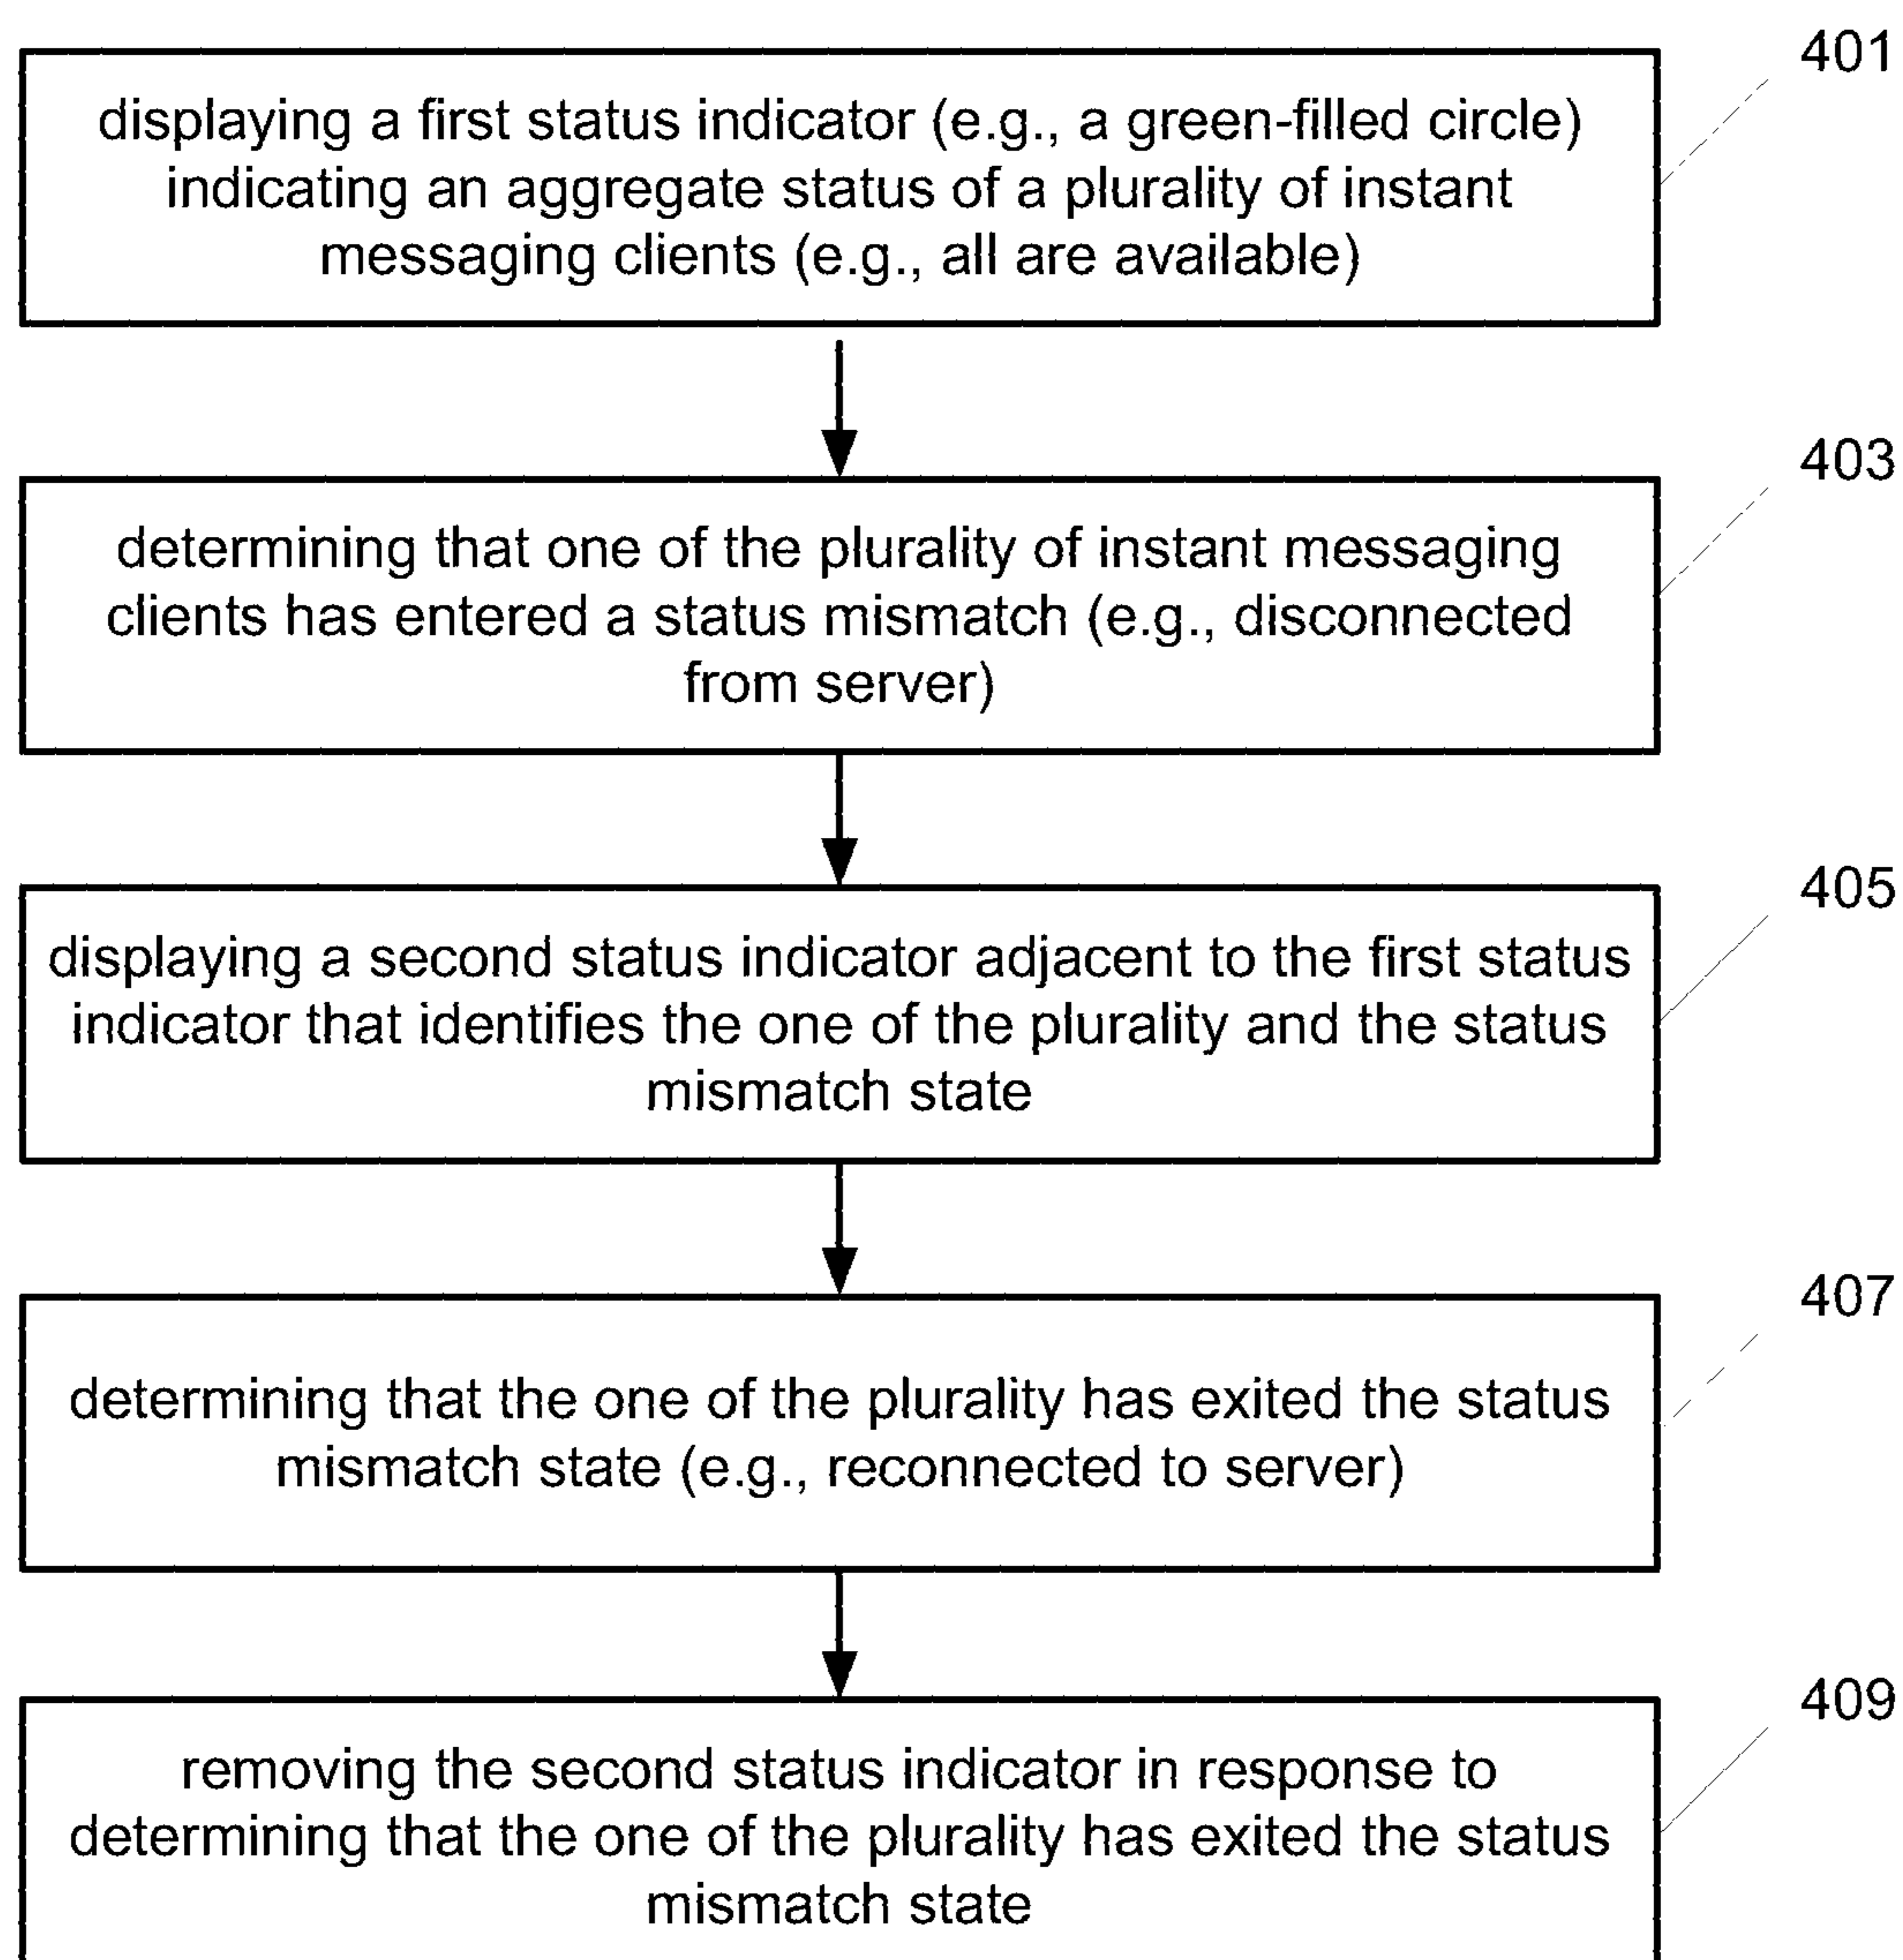 401
displaying a first status indicator (e.g., a green-filled circle)
indicating an aggregate status of a plurality of instant
messaging clients (e.g., all are available)
403
determining that one of the plurality of instant messaging
clients has entered a status mismatch (e.g., disconnected
from server)
405
displaying a second status indicator adjacent to the first status
indicator that identifies the one of the plurality and the status
mismatch state
407
determining that the one of the plurality has exited the status
mismatch state (e.g., reconnected to server)
409
removing the second status indicator in response to
determining that the one of the plurality has exited the status
mismatch state